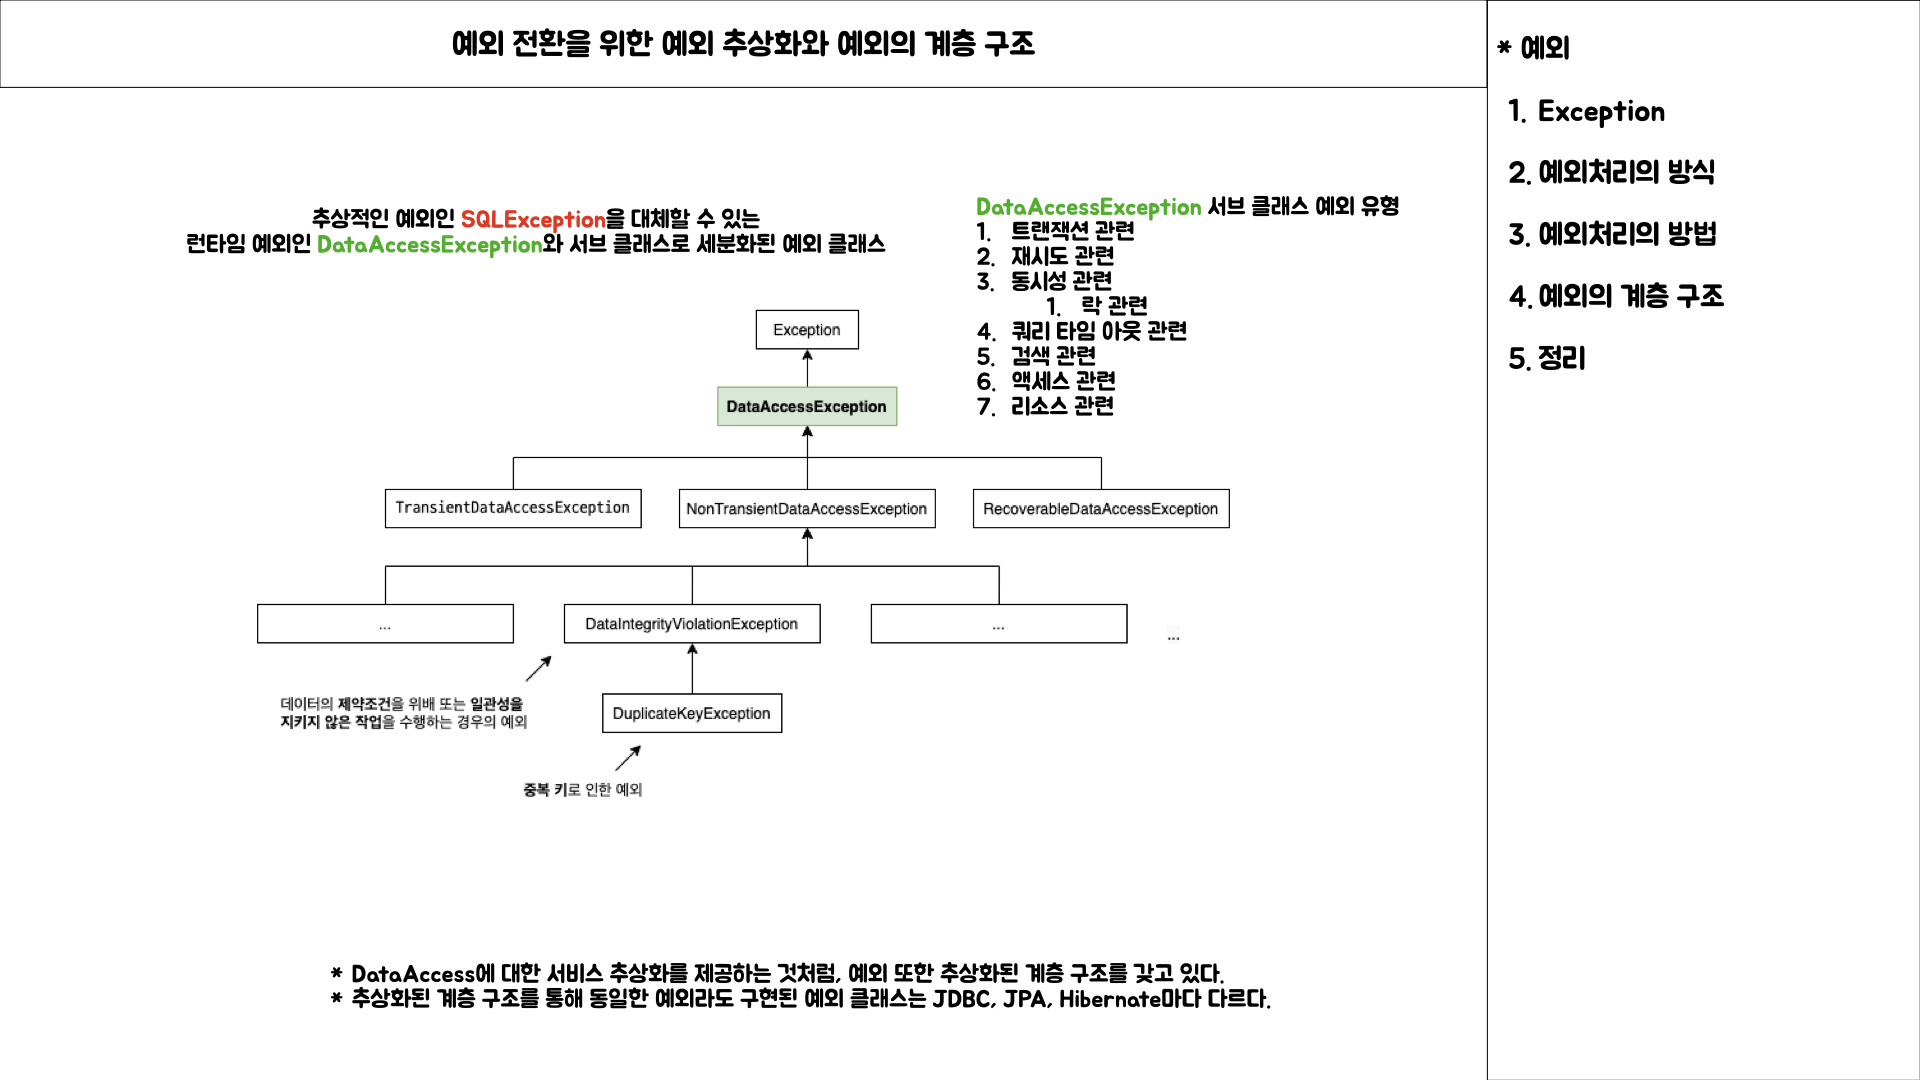 예외 전환을 위한 예외 추상화와 예외의 계층 구조
추상적인 예외인 SQLException을 대체할 수 있는
런타임 예외인 DataAccessException와 서브 클래스로 세분화된 예외 클래스
DataAccessException 서브 클래스 예외 유형
1. 트랜잭션 관련
2. 재시도 관련
3. 동시성 관련
1. 락 관련
4. 쿼리 타임 아웃 관련
5. 검색 관련
6. 액세스 관련
7. 리소스 관련
Exception
DataAccessException
TransientDataAccessException
NonTransientDataAccessException
RecoverableDataAccessException
...
DataIntegrityViolationException
...
...
데이터의 제약조건을 위배 또는 일관성을
지키지 않은 작업을 수행하는 경우의 예외
DuplicateKeyException
중복 키로 인한 예외
* DataAccess에 대한 서비스 추상화를 제공하는 것처럼, 예외 또한 추상화된 계층 구조를 갖고 있다.
* 추상화된 계층 구조를 통해 동일한 예외라도 구현된 예외 클래스는 JDBC, JPA, Hibernate마다 다르다.
* 예외
1. Exception
2. 예외처리의 방식
3. 예외처리의 방법
4. 예외의 계층 구조
5. 정리